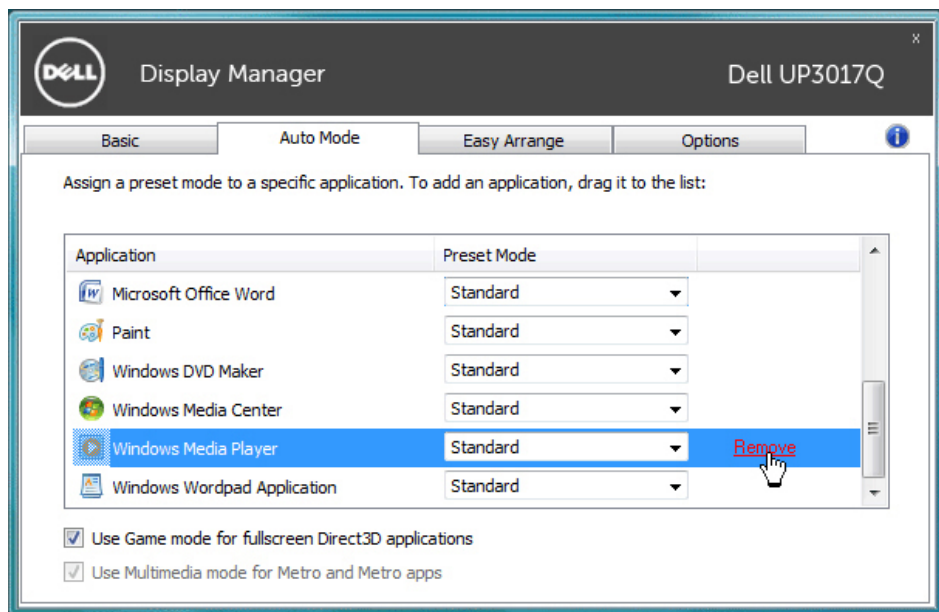 x
DELL Display Manager Dell UP3017Q
Basic Auto Mode Easy Arrange Options
Assign a preset mode to a specific application. To add an application, drag it to the list:
Application Preset Mode
Microsoft Office Word Standard
Paint Standard
Windows DVD Maker Standard
Windows Media Center Standard
Windows Media Player Standard Remove
Windows Wordpad Application Standard
Use Game mode for fullscreen Direct3D applications
Use Multimedia mode for Metro and Metro apps